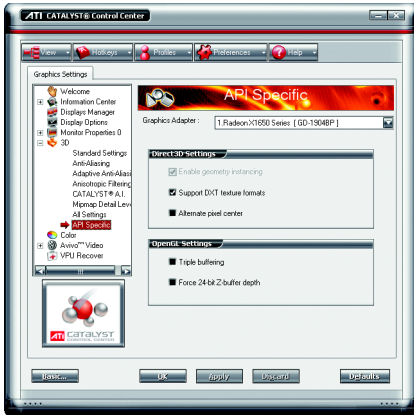 ATI CATALYST® Control Center
View Hotkeys Profiles Preferences Help
Graphics Settings
Welcome
Information Center
Displays Manager
Display Options
Monitor Properties 0
3D
Standard Settings
Anti-Aliasing
Adaptive Anti-Aliasi
Anisotropic Filtering
CATALYST® A.I.
Mipmap Detail Leve
All Settings
API Specific
Color
Avivo™ Video
VPU Recover
API Specific
Graphics Adapter : 1.Radeon X1650 Series [ GD-1904BP ]
Direct3D Settings
Enable geometry instancing
Support DXT texture formats
Alternate pixel center
OpenGL Settings
Triple buffering
Force 24-bit Z-buffer depth
ATI CATALYST
CONTROL CENTER
Basic... OK Apply Discard Defaults